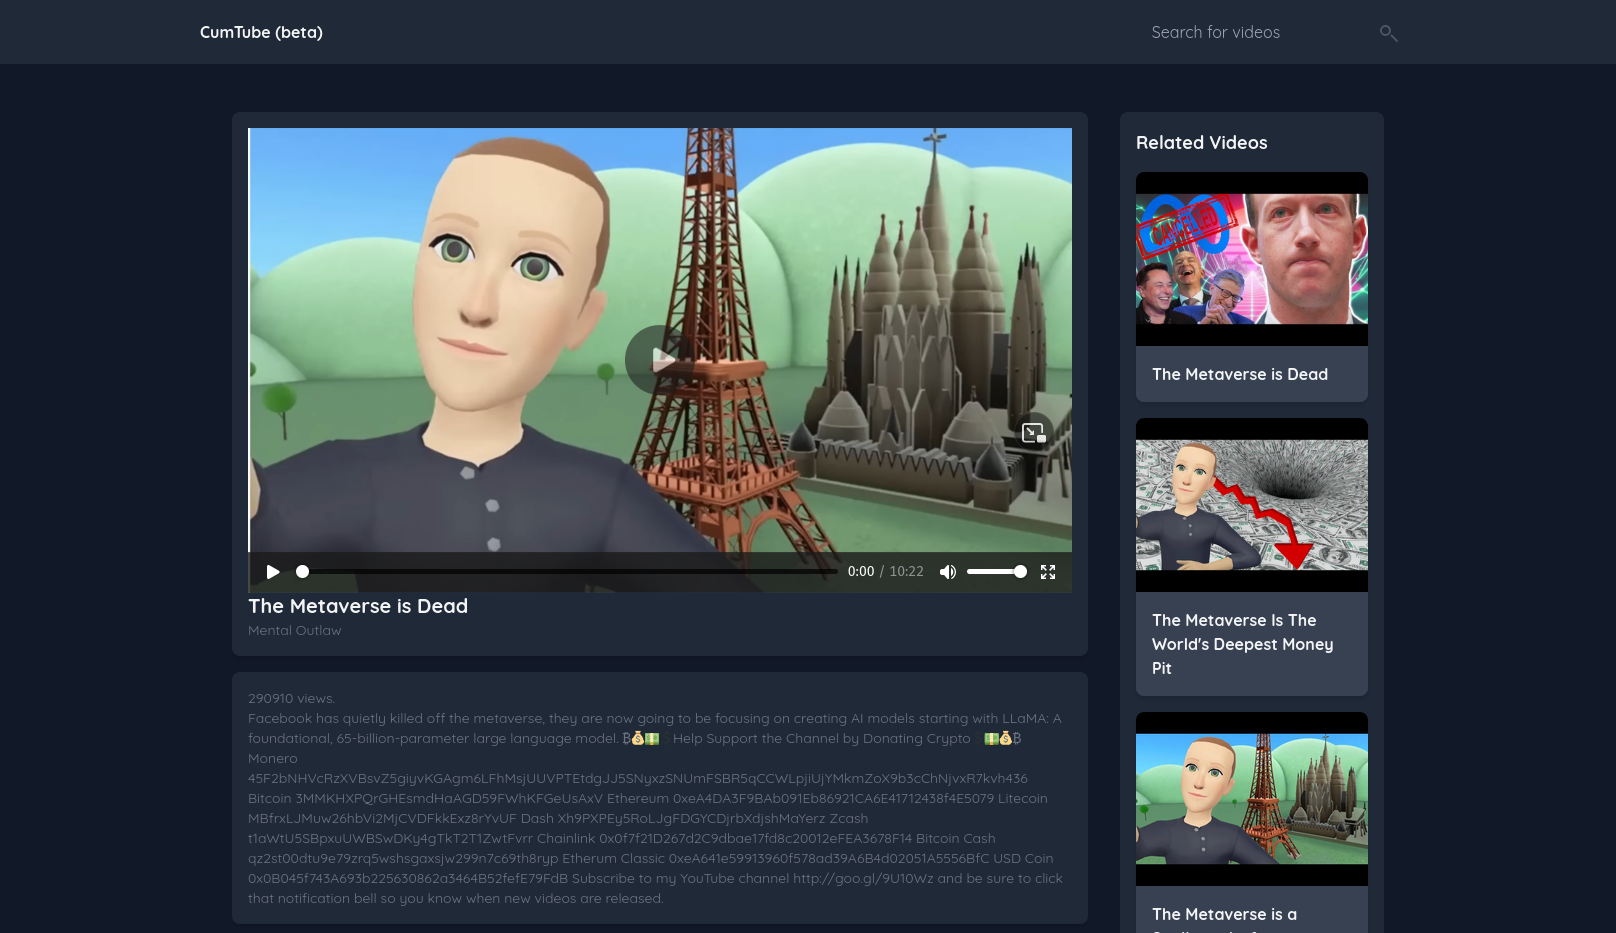 CumTube (beta)
Search for videos
0:00 / 10:22
The Metaverse is Dead
Mental Outlaw
290910 views.
Facebook has quietly killed off the metaverse, they are now going to be focusing on creating AI models starting with LLaMA: A
foundational, 65-billion-parameter large language model. ₿💰💵 Help Support the Channel by Donating Crypto 💵💰₿
Monero
45F2bNHVcRzXVBsvZ5giyvKGAgm6LFhMsjUUVPTEtdgJJ5SNyxzSNUmFSBR5qCCWLpjiUjYMkmZoX9b3cChNjvxR7kvh436
Bitcoin 3MMKHXPQrGHEsmdHaAGD59FWhKFGeUsAxV Ethereum 0xeA4DA3F9BAb091Eb86921CA6E41712438f4E5079 Litecoin
MBfrxLJMuw26hbVi2MjCVDFkkExz8rYvUF Dash Xh9PXPEy5RoLJgFDGYCDjrbXdjshMaYerz Zcash
t1aWtU5SBpxuUWBSwDKy4gTkT2T1ZwtFvrr Chainlink 0x0f7f21D267d2C9dbae17fd8c20012eFEA3678F14 Bitcoin Cash
qz2st00dtu9e79zrq5wshsgaxsjw299n7c69th8ryp Etherum Classic 0xeA641e59913960f578ad39A6B4d02051A5556BfC USD Coin
0x0B045f743A693b225630862a3464B52fefE79FdB Subscribe to my YouTube channel http://goo.gl/9U10Wz and be sure to click
that notification bell so you know when new videos are released.
Related Videos
CANCELED
The Metaverse is Dead
The Metaverse Is The
World's Deepest Money
Pit
The Metaverse is a